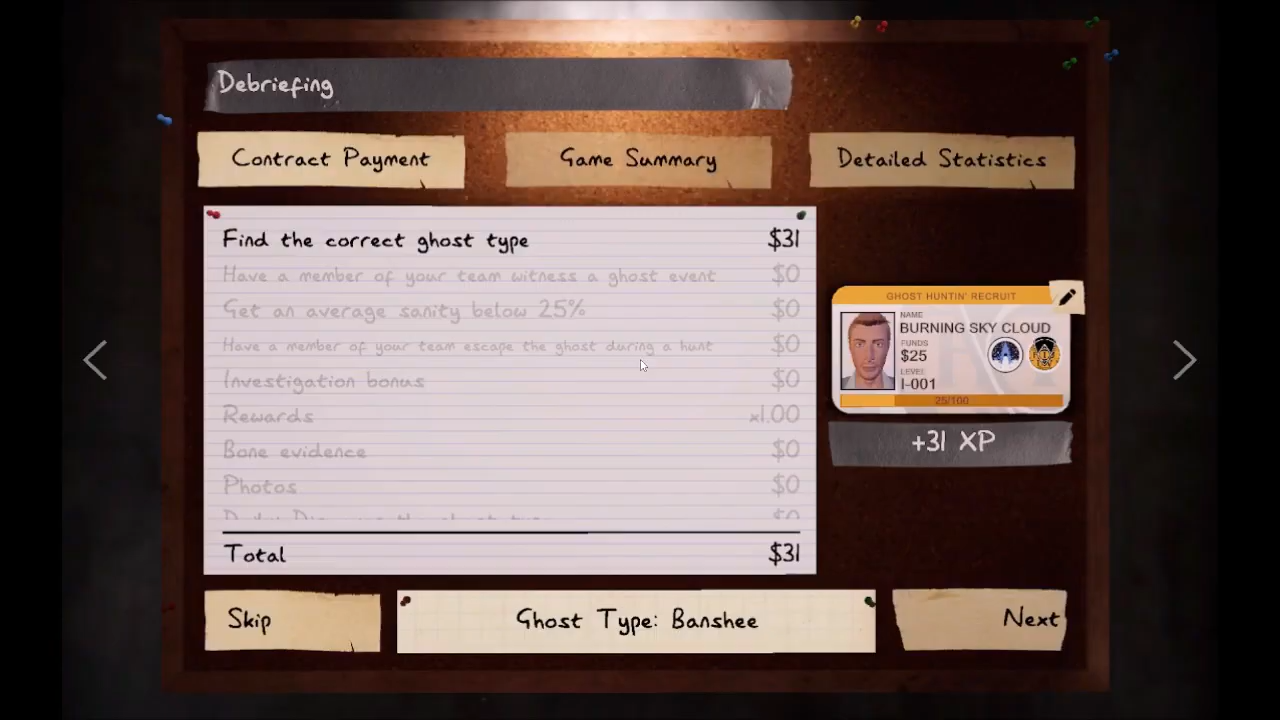 Debriefing
Contract Payment
Game Summary
Detailed Statistics
Find the correct ghost type $31
Have a member of your team witness a ghost event $0
Get an average sanity below 25% $0
Have a member of your team escape the ghost during a hunt $0
Investigation bonus $0
Rewards x1.00
Bone evidence $0
Photos $0
$0
Total $31
GHOST HUNTIN' RECRUIT
NAME
BURNING SKY CLOUD
FUNDS
$25
LEVEL
I-001
25/100
+31 XP
Skip
Ghost Type: Banshee
Next